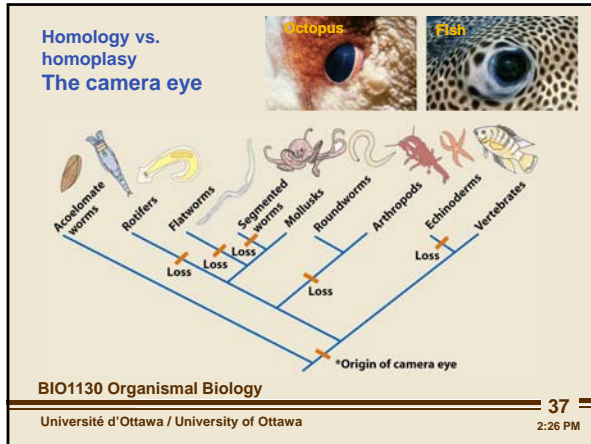 Homology vs.
homoplasy
The camera eye
Octopus
Fish
Acoelomate
worms
Rotifers
Flatworms
Segmented
worms
Mollusks
Roundworms
Arthropods
Echinoderms
Vertebrates
Loss
Loss
Loss
Loss
Loss
*Origin of camera eye
BIO1130 Organismal Biology
Université d'Ottawa / University of Ottawa
37
2:26 PM